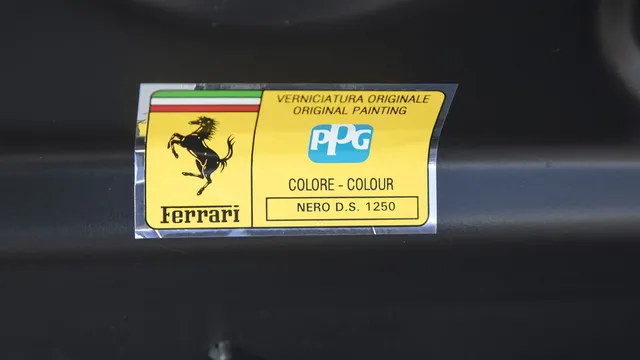 VERNICIATURA ORIGINALE
ORIGINAL PAINTING
PPG
COLORE - COLOUR
NERO D.S. 1250
Ferrari